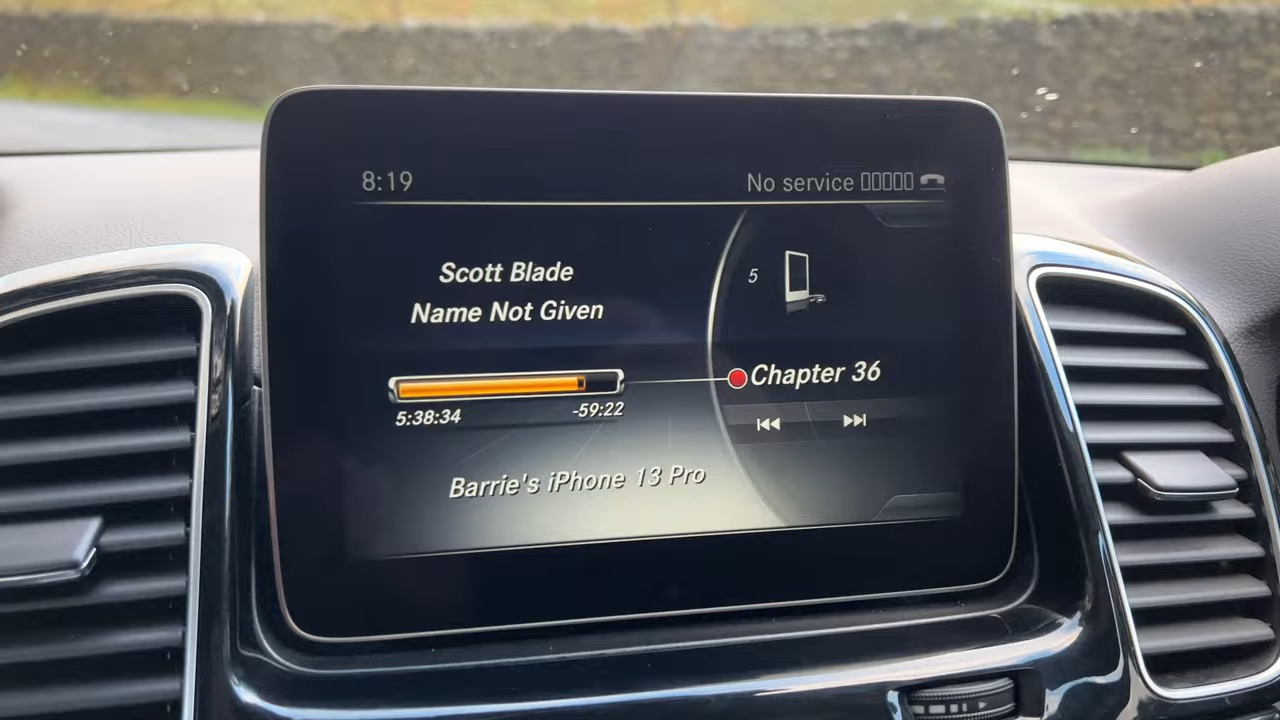 8:19
No service
Scott Blade
Name Not Given
5
Chapter 36
5:38:34
-59:22
Barrie's iPhone 13 Pro